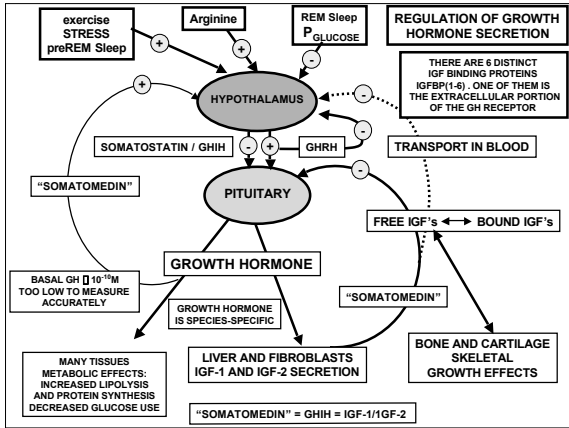 exercise
STRESS
preREM Sleep
Arginine
REM Sleep
PGLUCOSE
REGULATION OF GROWTH
HORMONE SECRETION
+
+
-
THERE ARE 6 DISTINCT
IGF BINDING PROTEINS
IGFBP(1-6) . ONE OF THEM IS
THE EXTRACELLULAR PORTION
OF THE GH RECEPTOR
+
-
HYPOTHALAMUS
-
SOMATOSTATIN / GHIH
-
+
GHRH
TRANSPORT IN BLOOD
-
"SOMATOMEDIN"
PITUITARY
FREE IGF's
BOUND IGF's
GROWTH HORMONE
BASAL GH ▯ 10-10M
TOO LOW TO MEASURE
ACCURATELY
"SOMATOMEDIN"
GROWTH HORMONE
IS SPECIES-SPECIFIC
MANY TISSUES
METABOLIC EFFECTS:
INCREASED LIPOLYSIS
AND PROTEIN SYNTHESIS
DECREASED GLUCOSE USE
LIVER AND FIBROBLASTS
IGF-1 AND IGF-2 SECRETION
BONE AND CARTILAGE
SKELETAL
GROWTH EFFECTS
"SOMATOMEDIN" = GHIH = IGF-1/1GF-2